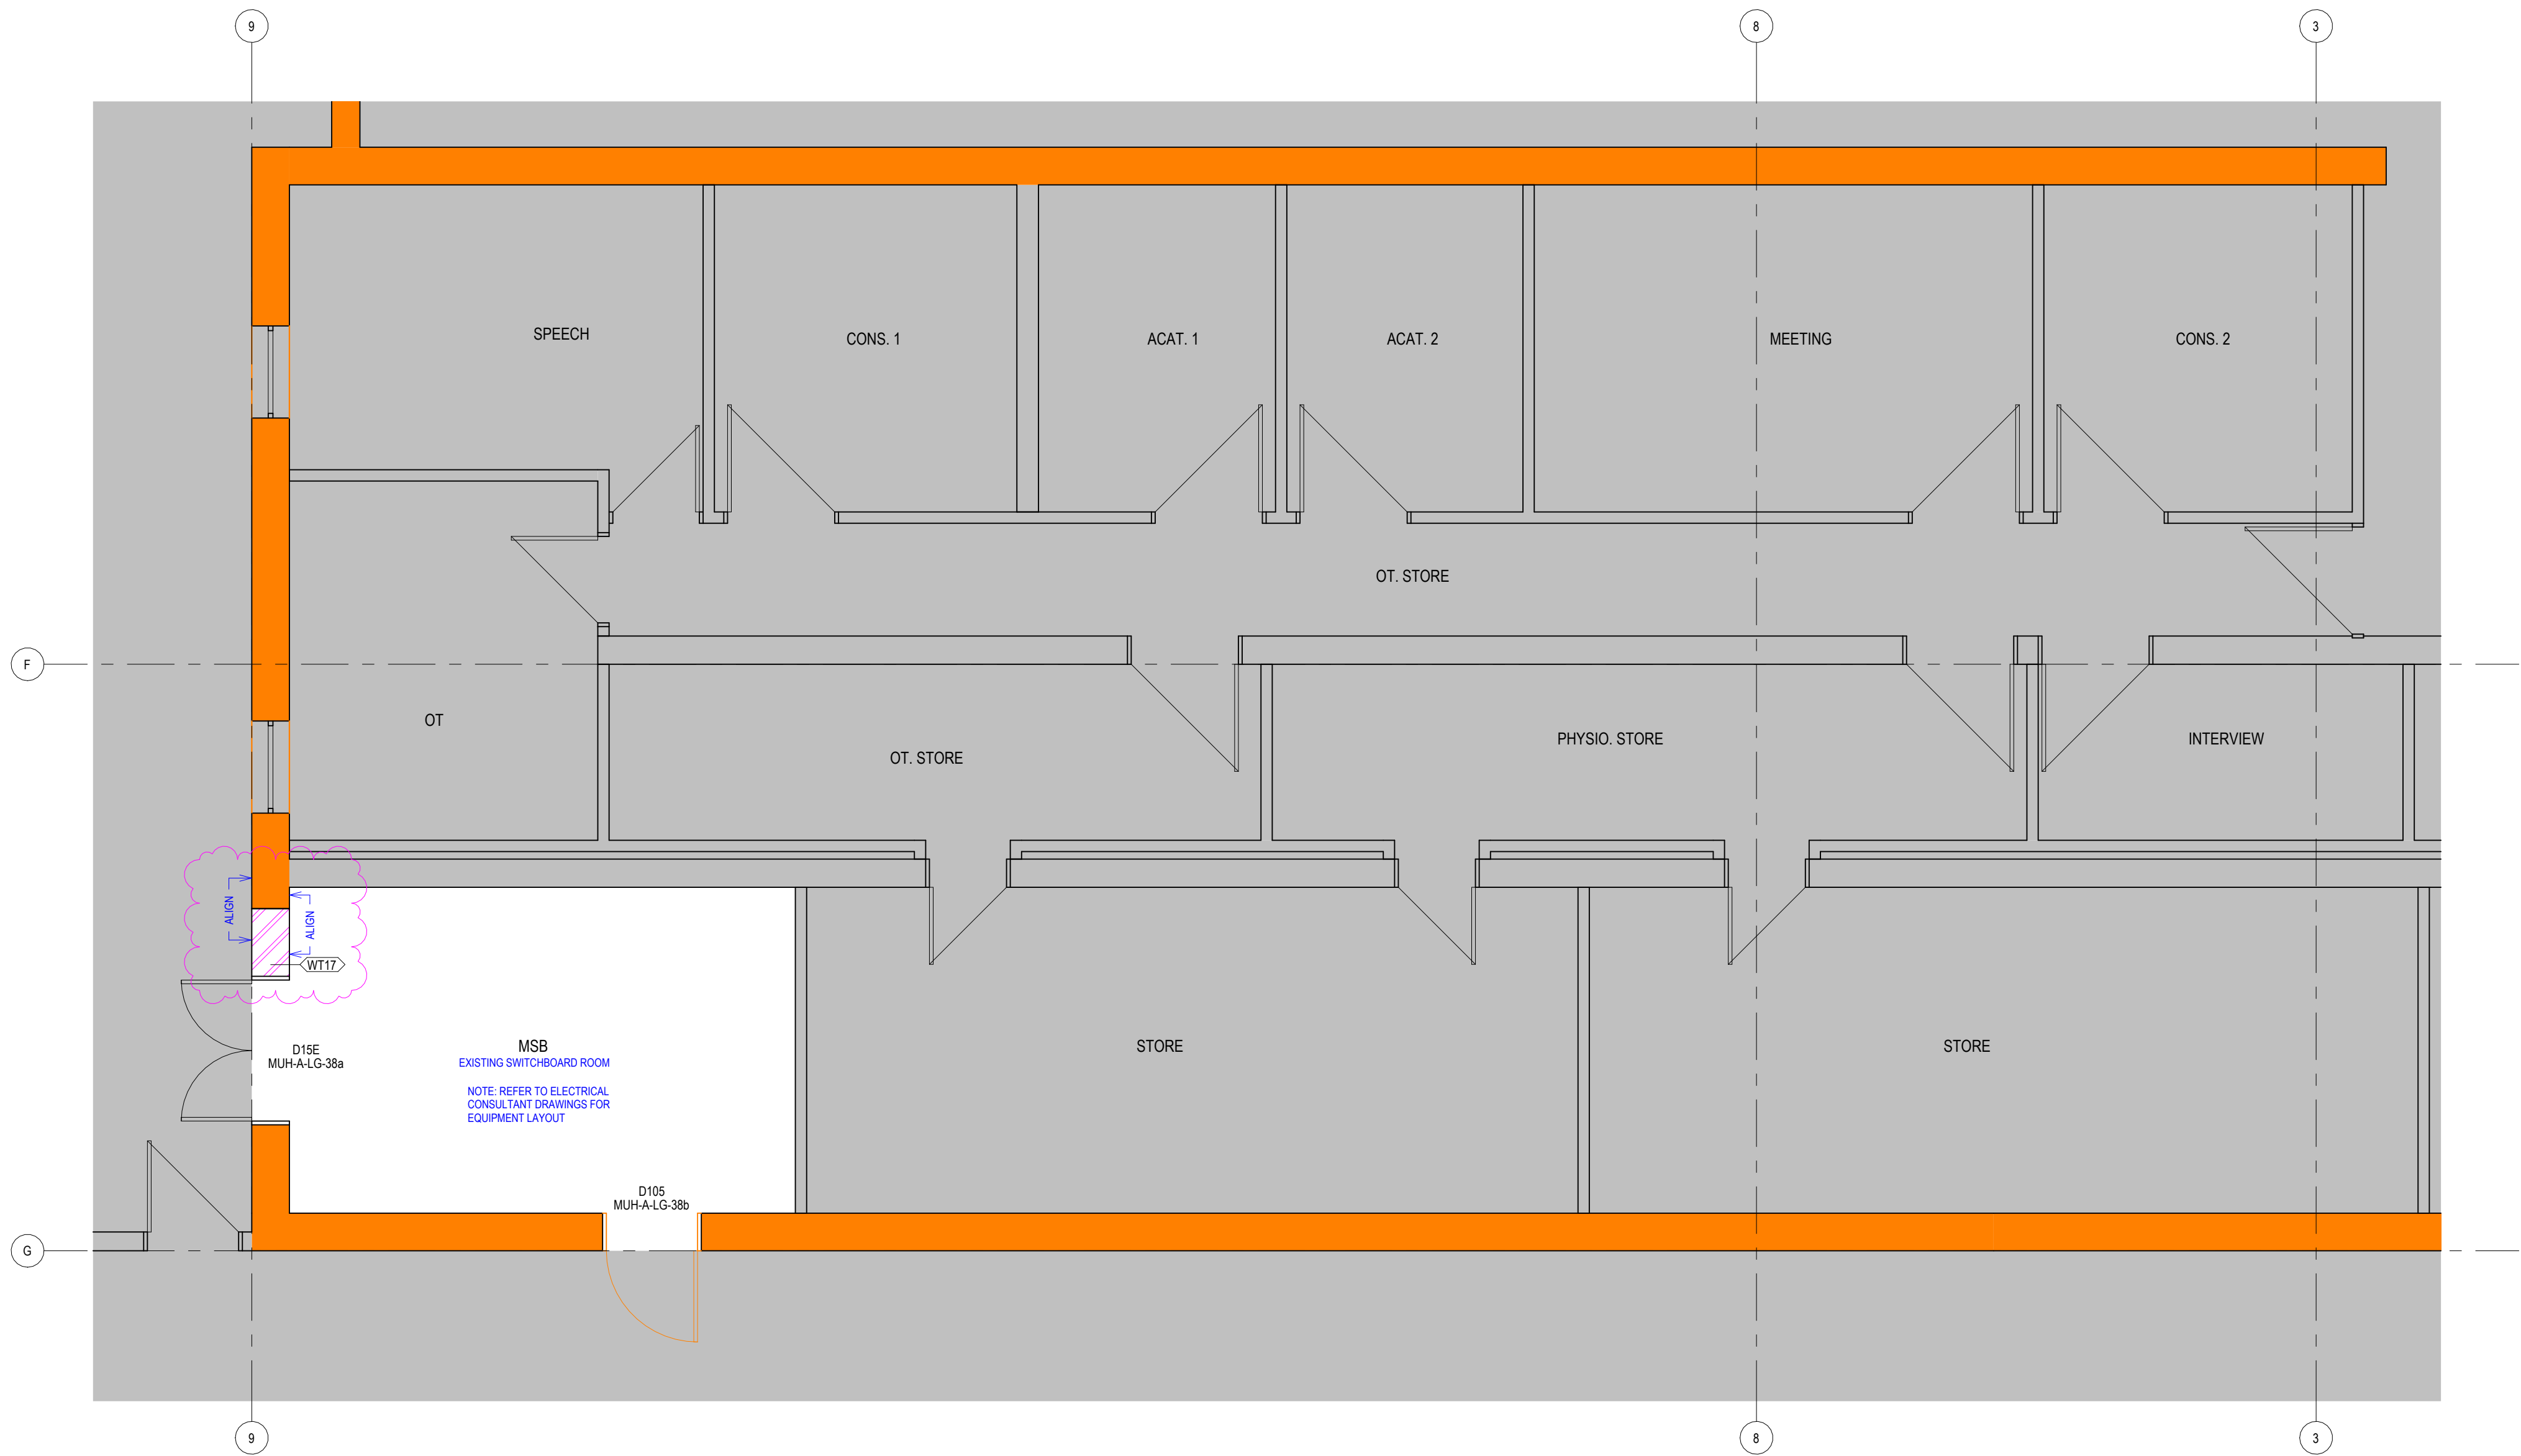 9
8
3
SPEECH
CONS. 1
ACAT. 1
ACAT. 2
MEETING
CONS. 2
OT. STORE
F
OT
OT. STORE
PHYSIO. STORE
INTERVIEW
ALIGN
ALIGN
WT17
D15E
MUH-A-LG-38a
MSB
EXISTING SWITCHBOARD ROOM
NOTE: REFER TO ELECTRICAL
CONSULTANT DRAWINGS FOR
EQUIPMENT LAYOUT
STORE
STORE
D105
MUH-A-LG-38b
G
9
8
3